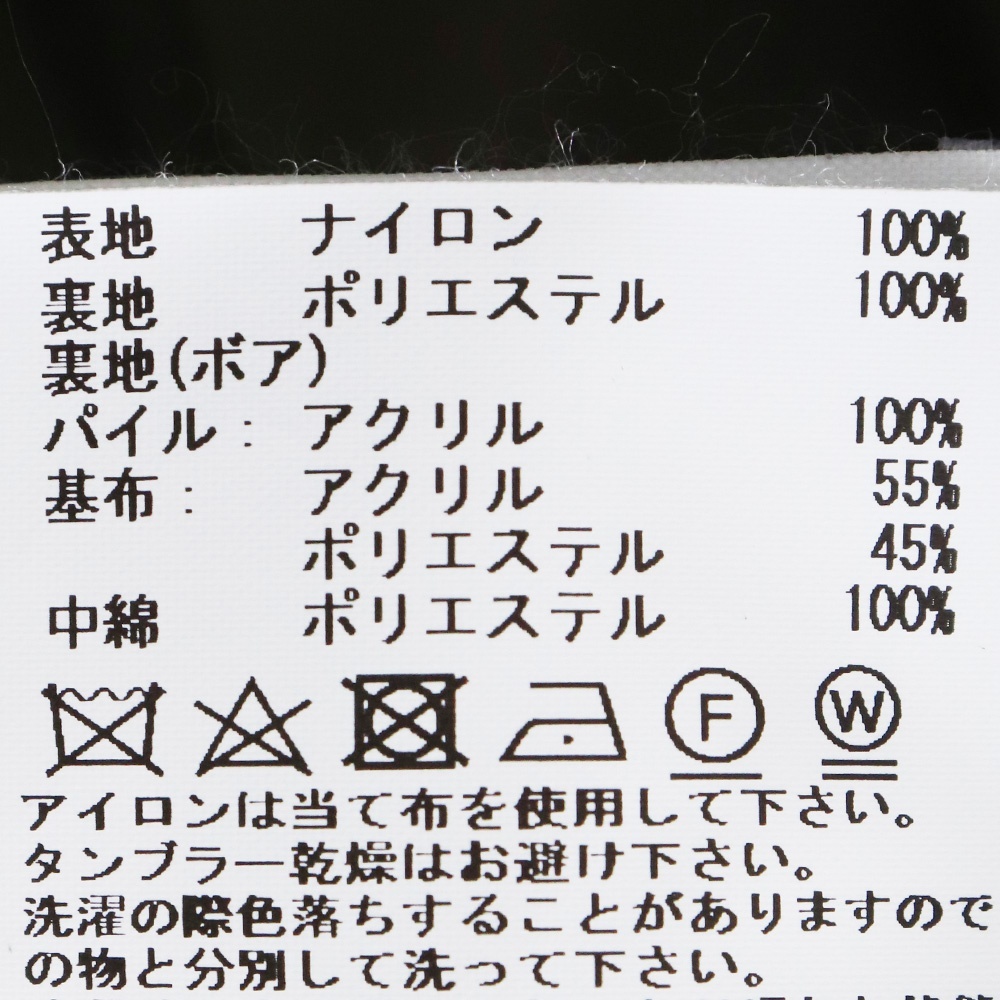 表地 ナイロン 100%
裏地 ポリエステル 100%
裏地(ボア)
パイル: アクリル 100%
基布: アクリル 55%
ポリエステル 45%
中綿 ポリエステル 100%
F W
アイロンは当て布を使用して下さい。
タンブラー乾燥はお避け下さい。
洗濯の際色落ちすることがありますので
の物と分別して洗って下さい。